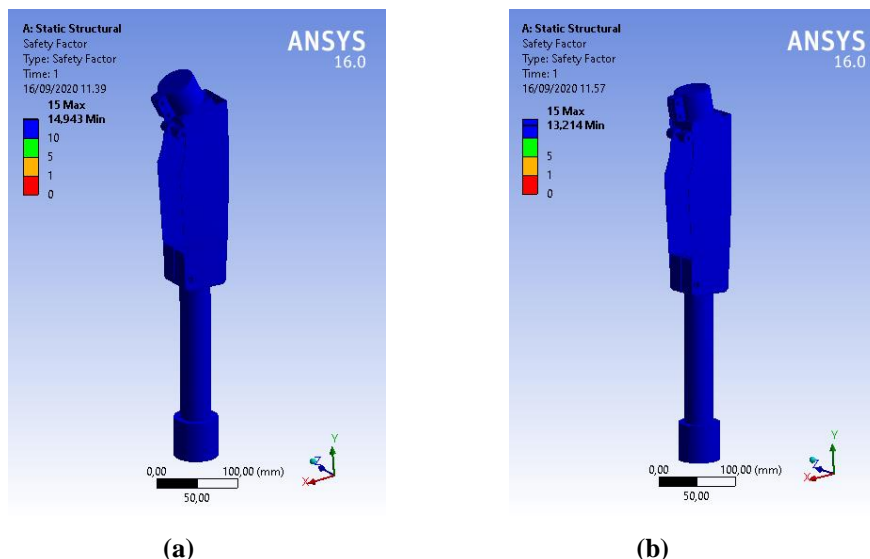 A: Static Structural
Safety Factor
Type: Safety Factor
Time: 1
16/09/2020 11.39
15 Max
14,943 Min
10
5
1
0
ANSYS
16.0
0,00
100,00 (mm)
50,00
Y
Z
X
(a)
A: Static Structural
Safety Factor
Type: Safety Factor
Time: 1
16/09/2020 11.57
15 Max
13,214 Min
10
5
1
0
ANSYS
16.0
0,00
100,00 (mm)
50,00
Y
Z
X
(b)